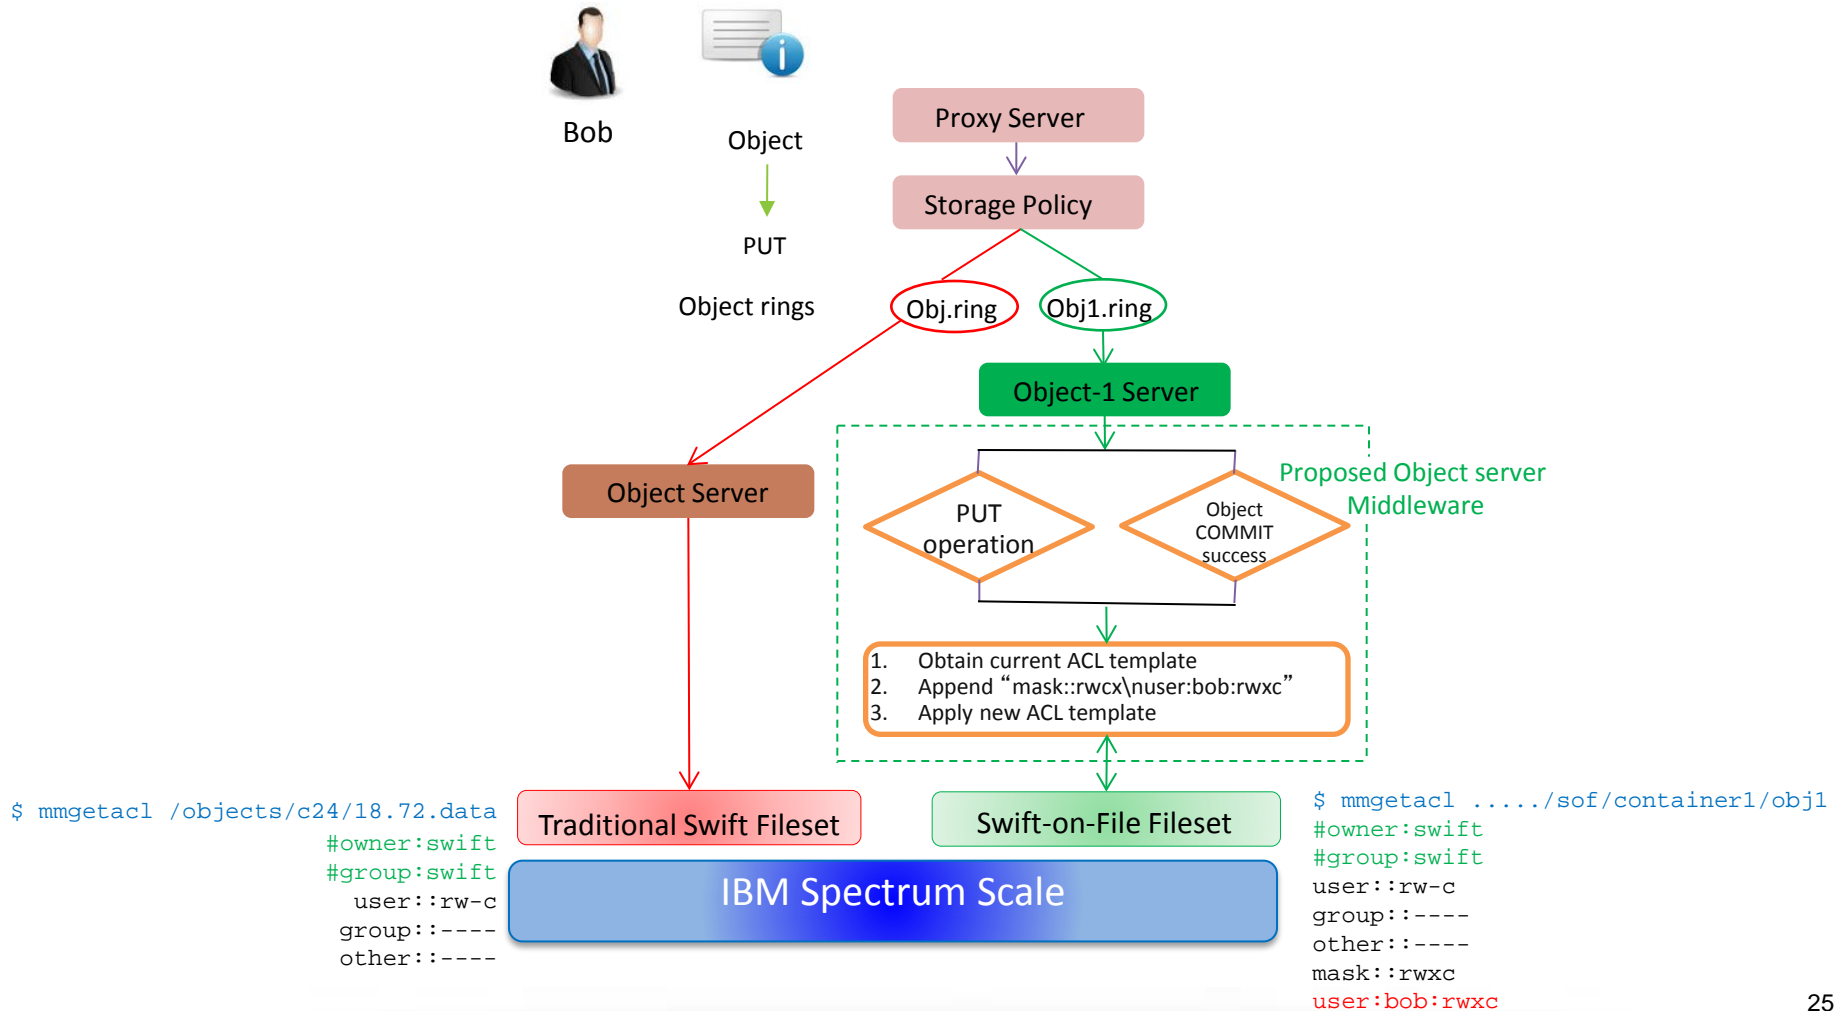 Bob
Object
PUT
Object rings
Proxy Server
Storage Policy
Obj.ring
Obj1.ring
Object-1 Server
Object Server
Proposed Object server
Middleware
PUT
operation
Object
COMMIT
success
1. Obtain current ACL template
2. Append “mask::rwcx\nuser:bob:rwxc”
3. Apply new ACL template
Traditional Swift Fileset
Swift-on-File Fileset
IBM Spectrum Scale
$ mmgetacl /objects/c24/18.72.data
#owner:swift
#group:swift
user::rw-c
group::----
other::----
$ mmgetacl ...../sof/container1/obj1
#owner:swift
#group:swift
user::rw-c
group::----
other::----
mask::rwxc
user:bob:rwxc
25